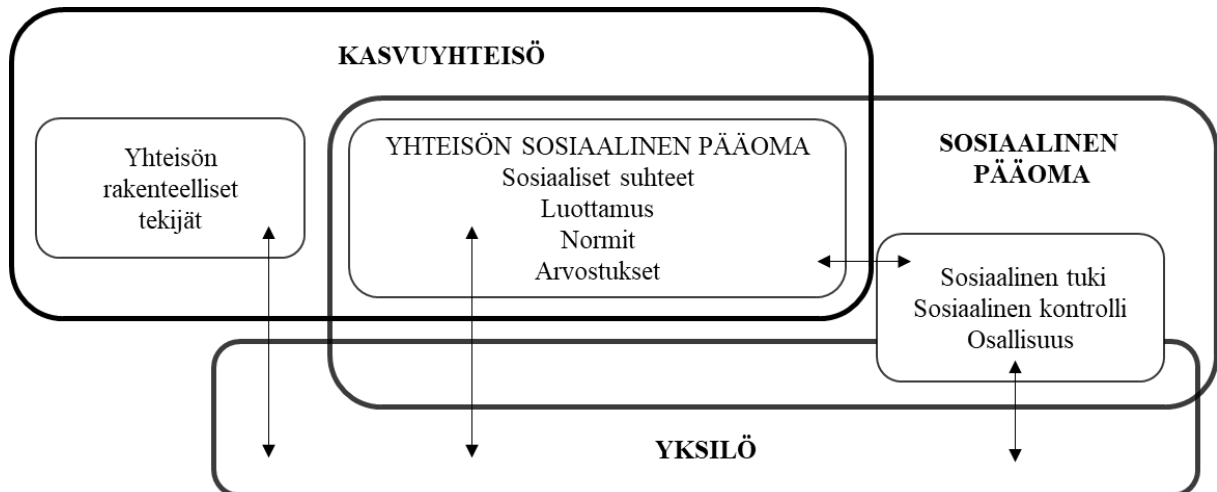 KASVUYHTEISÖ
Yhteisön
rakenteelliset
tekijät
YHTEISÖN SOSIAALINEN PÄÄOMA
Sosiaaliset suhteet
Luottamus
Normit
Arvostukset
SOSIAALINEN
PÄÄOMA
Sosiaalinen tuki
Sosiaalinen kontrolli
Osallisuus
YKSILÖ